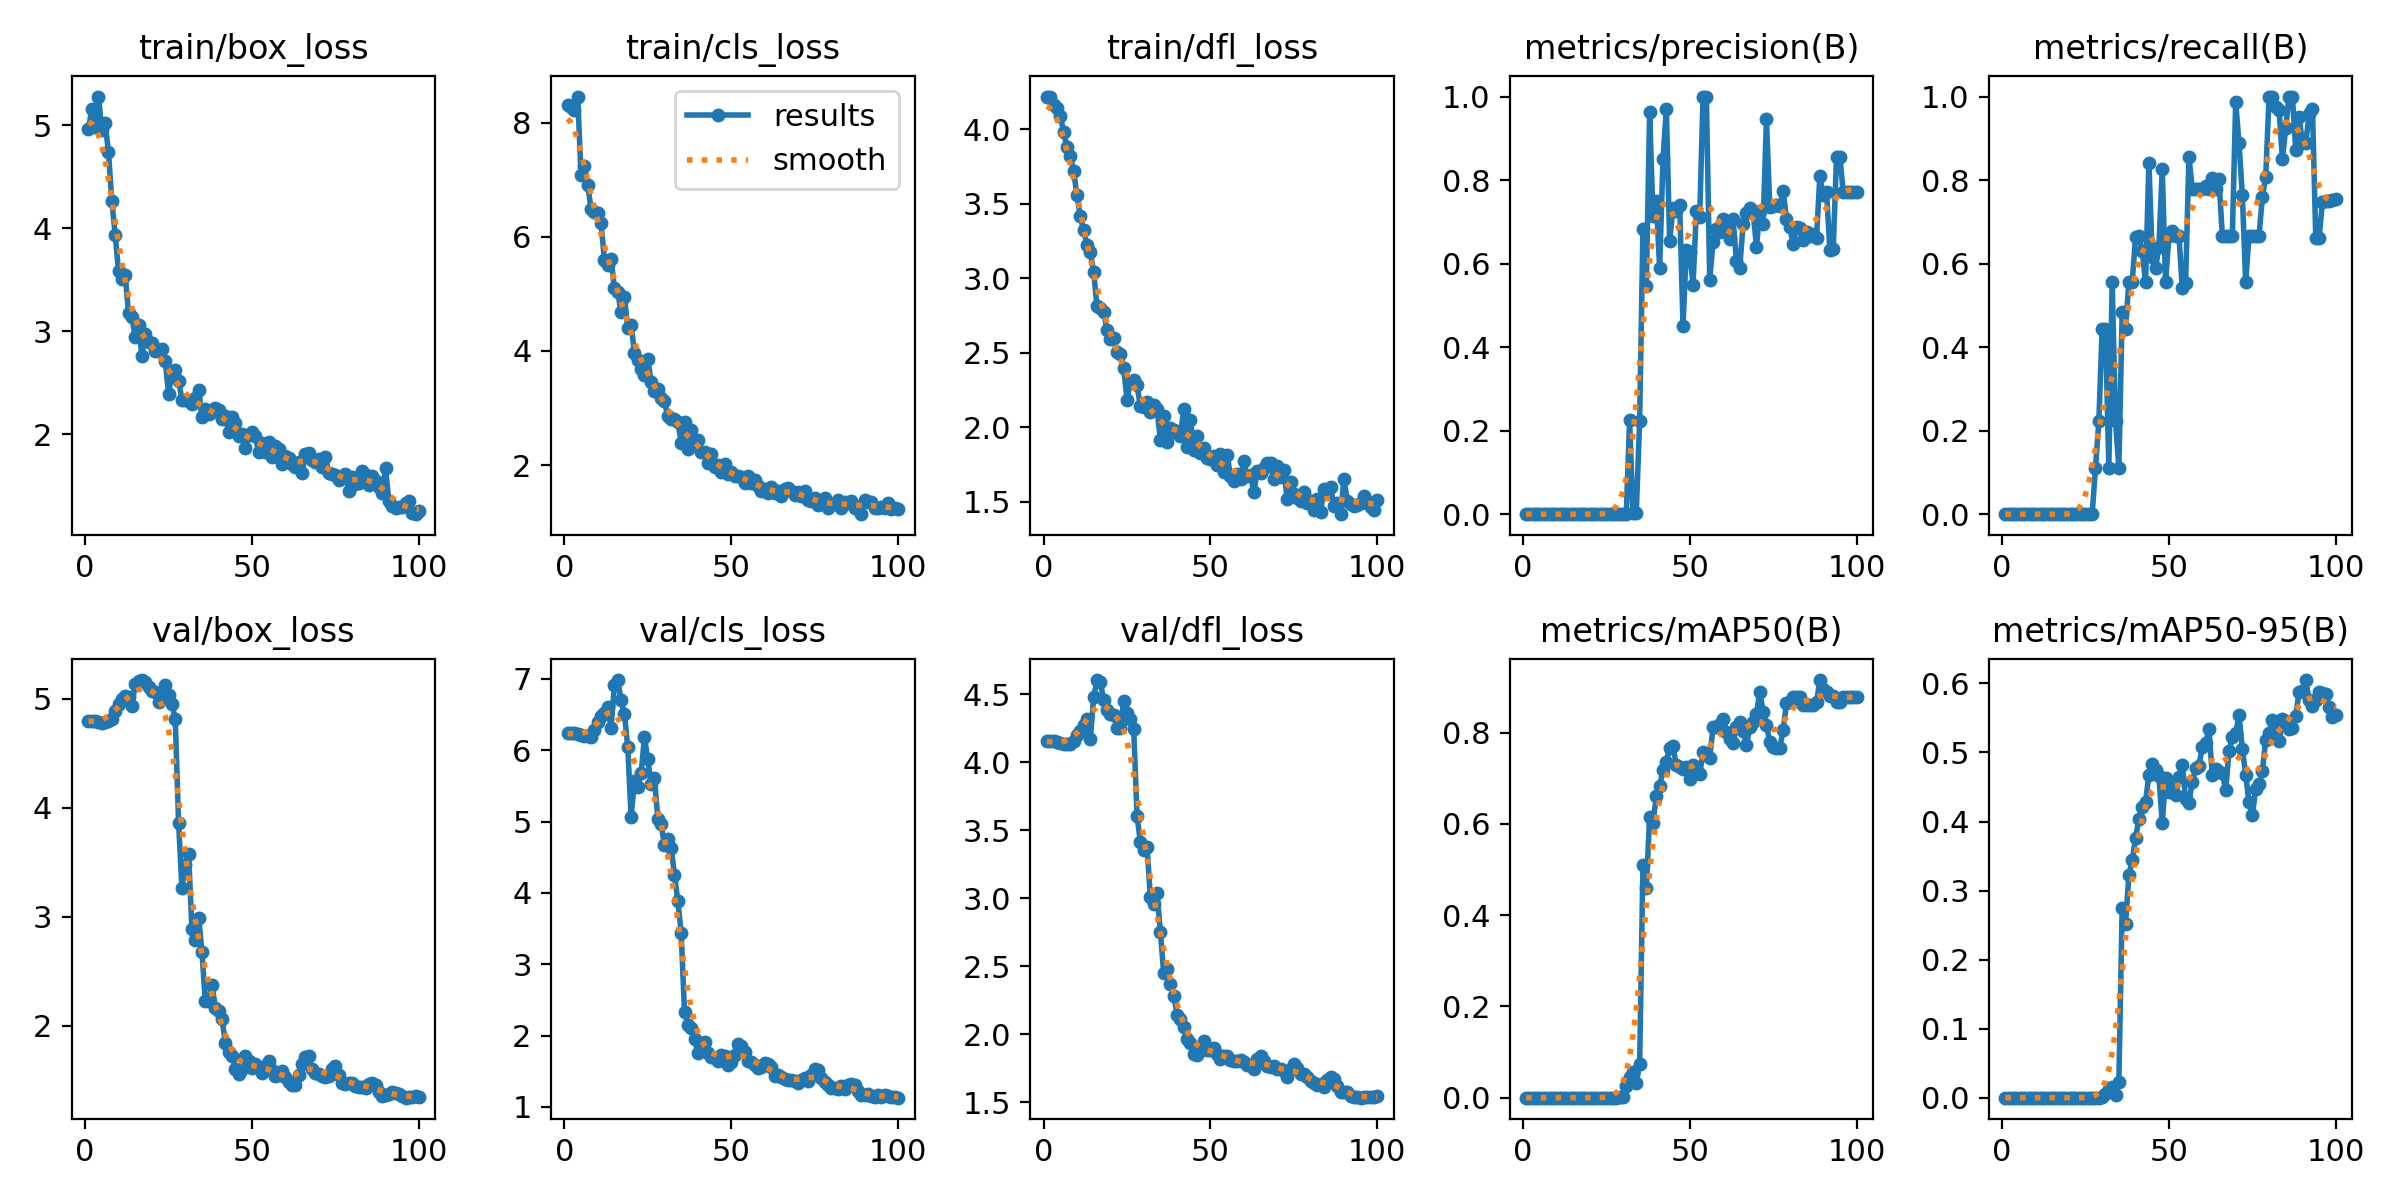 train/box_loss
train/cls_loss
train/dfl_loss
metrics/precision(B)
metrics/recall(B)
5
4
3
2
0 50 100
8
6
4
2
results
smooth
0 50 100
4.0
3.5
3.0
2.5
2.0
1.5
0 50 100
1.0
0.8
0.6
0.4
0.2
0.0
0 50 100
1.0
0.8
0.6
0.4
0.2
0.0
0 50 100
val/box_loss
val/cls_loss
val/dfl_loss
metrics/mAP50(B)
metrics/mAP50-95(B)
5
4
3
2
0 50 100
7
6
5
4
3
2
1
0 50 100
4.5
4.0
3.5
3.0
2.5
2.0
1.5
0 50 100
0.8
0.6
0.4
0.2
0.0
0 50 100
0.6
0.5
0.4
0.3
0.2
0.1
0.0
0 50 100